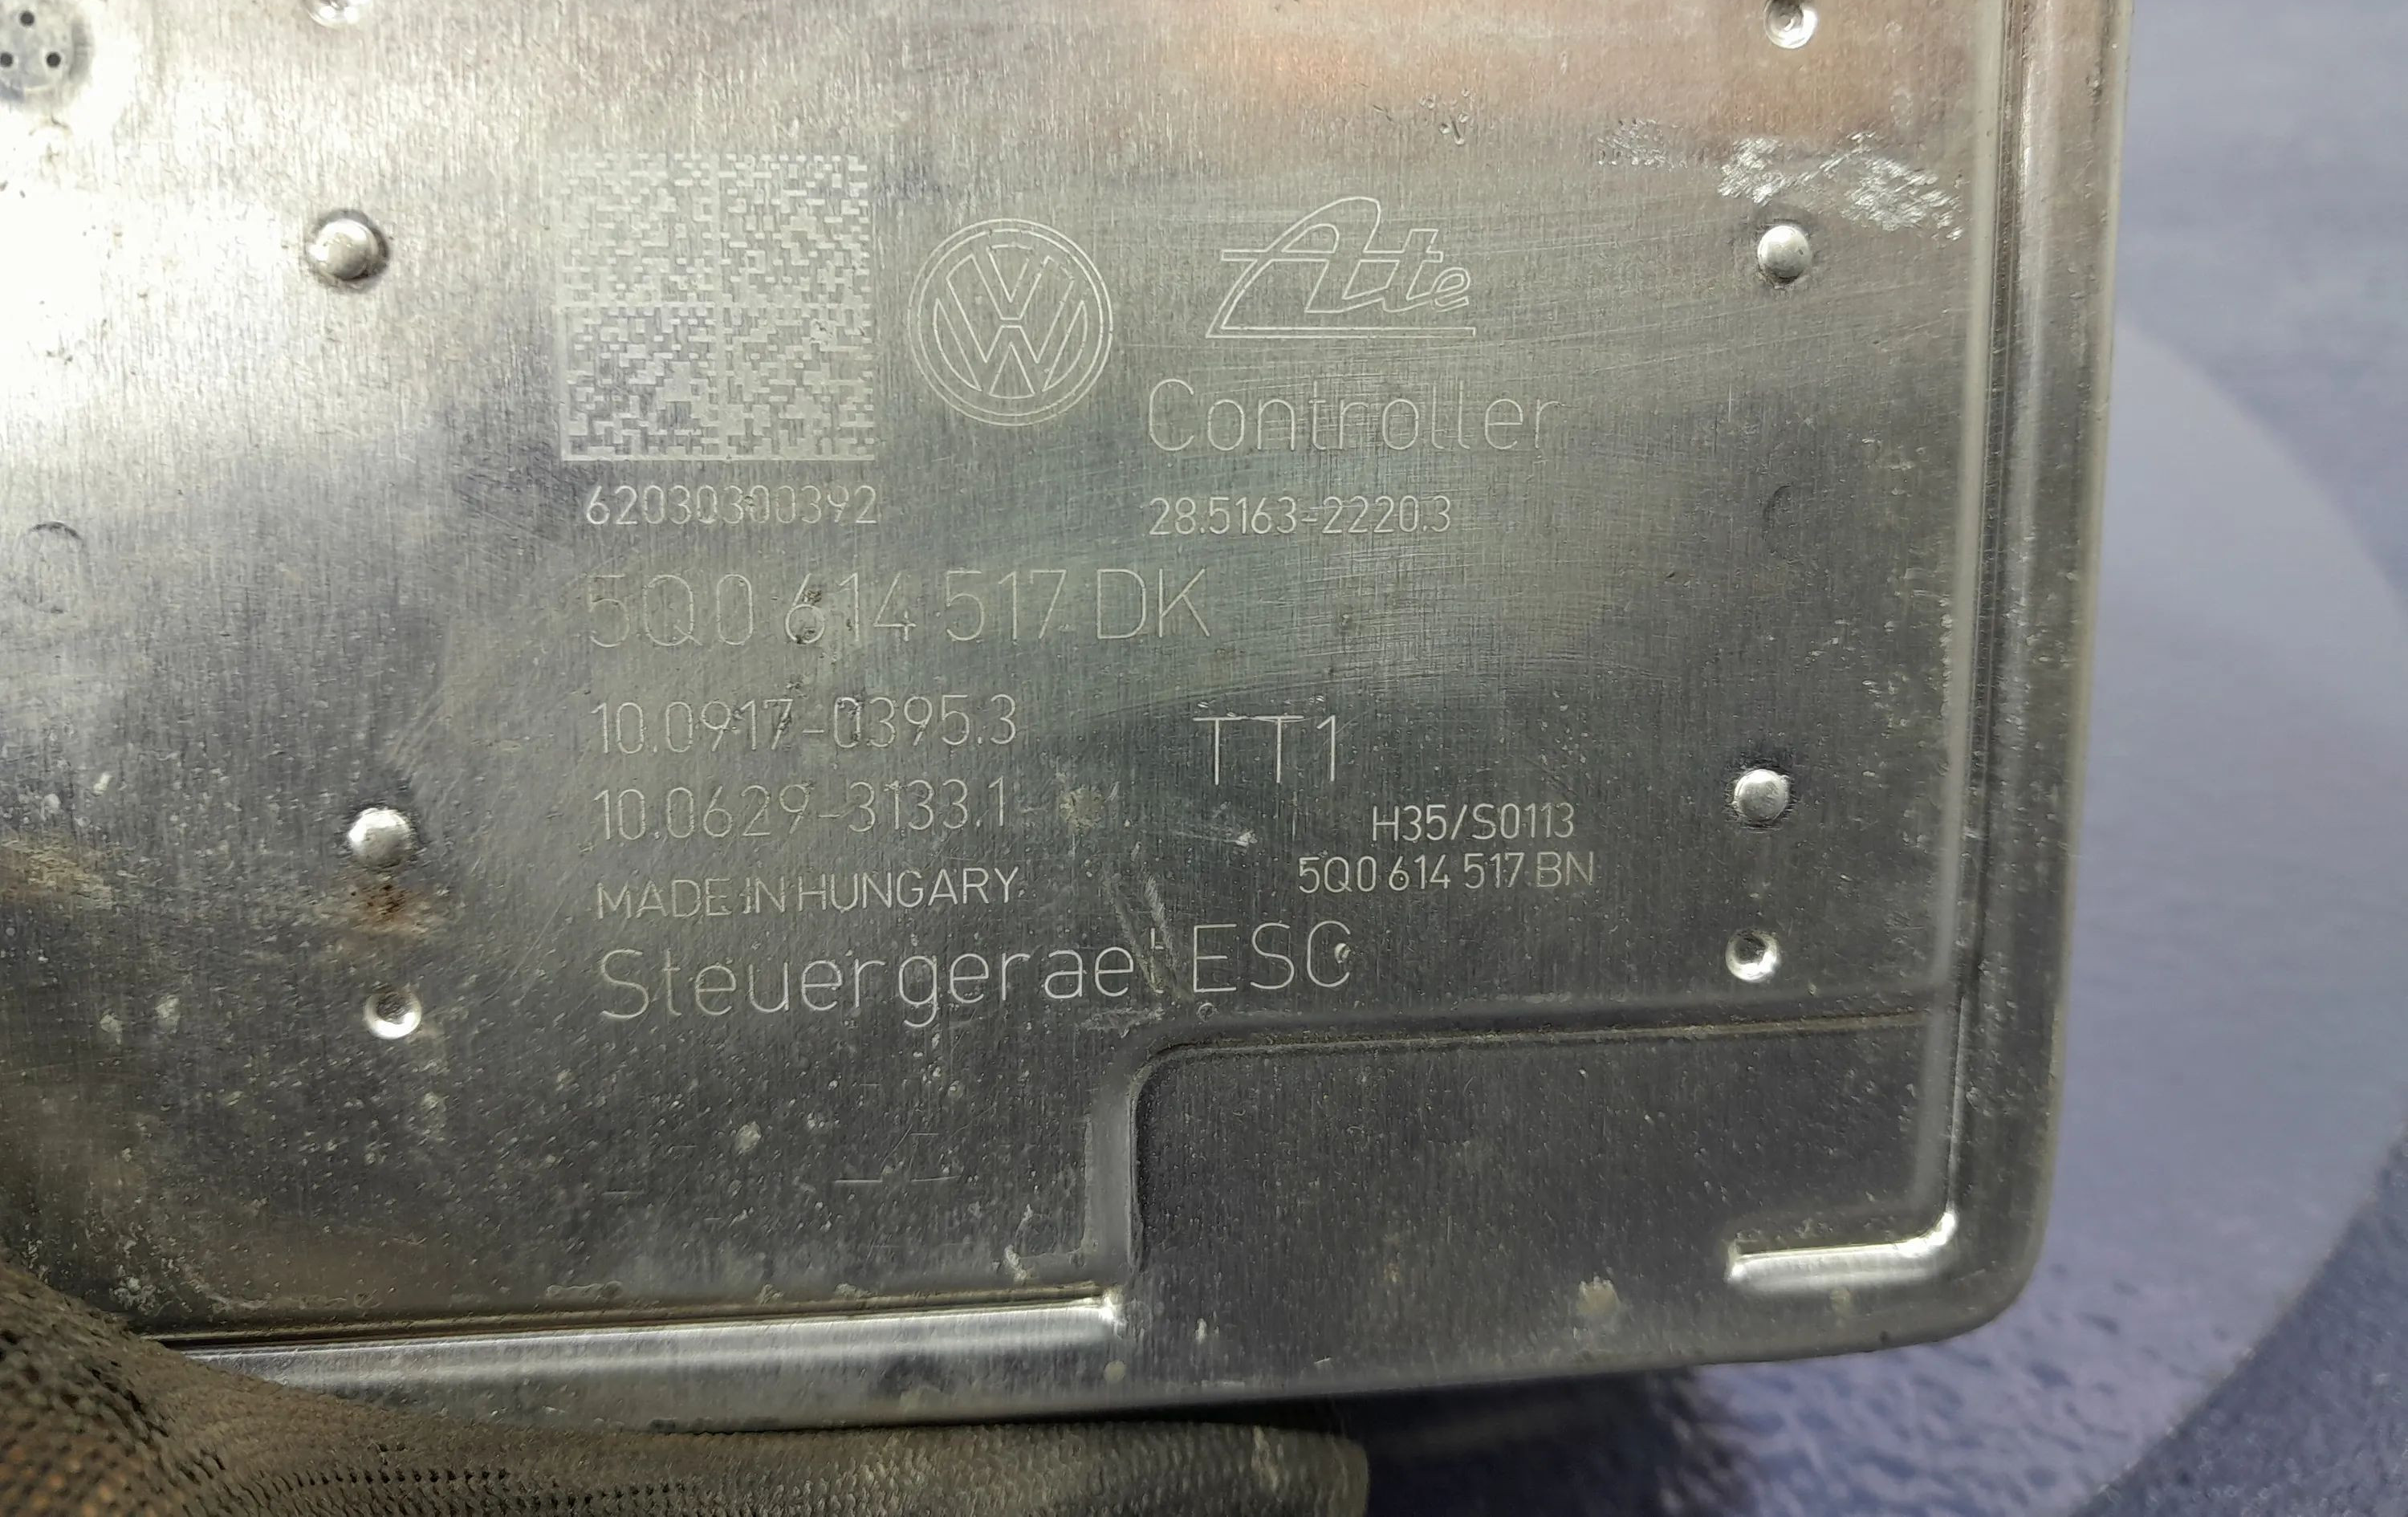 VW
Ate
Controller
62030300392
28.5163-2220.3
5Q0 614 517 DK
10.0917-0395.3
TT1
10.0629-3133.1
H35/S0113
5Q0 614 517 BN
MADE IN HUNGARY
Steuergeraet ESC